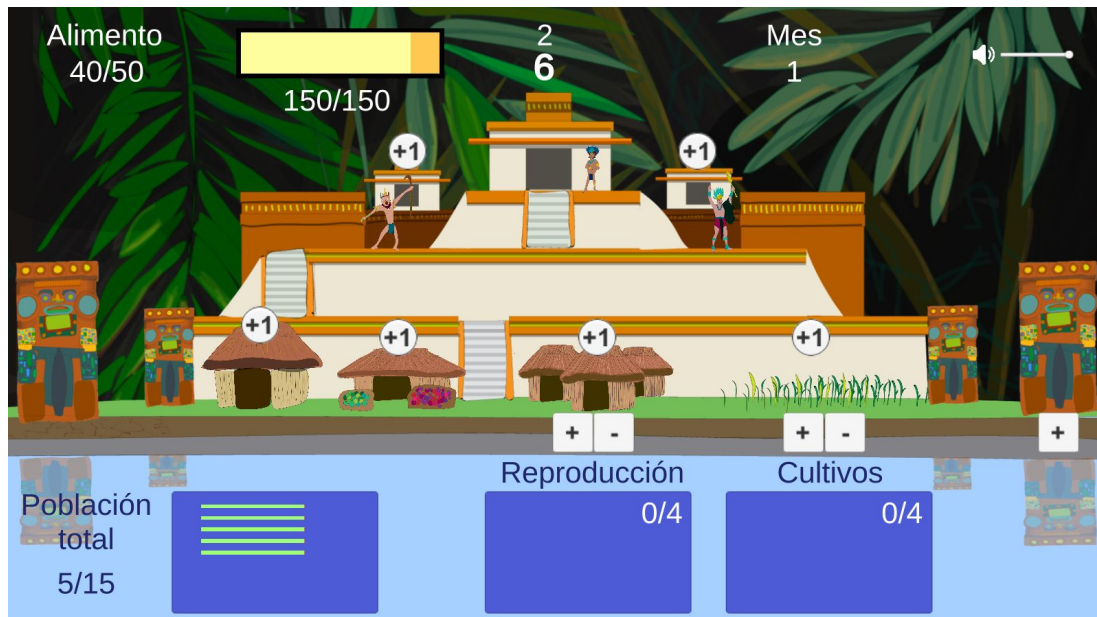 Alimento
40/50
150/150
2
6
Mes
1
+1
+1
+1
+1
+1
+1
+ -
+ -
+
Reproducción
Cultivos
Población
total
5/15
0/4
0/4